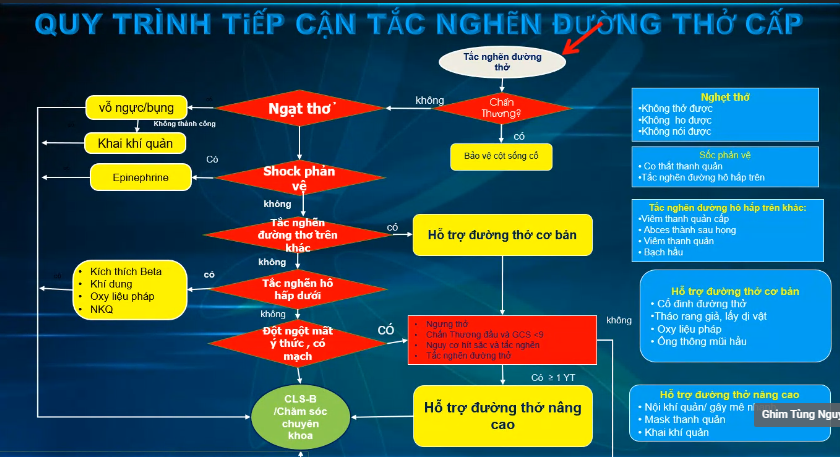 QUY TRÌNH TiẾP CẬN TẮC NGHẼN ĐƯỜNG THỞ CẤP
Tắc nghẽn đường
thở
không
Chấn
Thương?
có
Bảo vệ cột sống cổ
Ngạt thở
vỗ ngực/bụng
Không thành công
Khai khí quản
Shock phản
vệ
Có
Epinephrine
không
Tắc nghẽn
đường thở trên
khác
có
Hỗ trợ đường thở cơ bản
không
Tắc nghẽn hô
hấp dưới
có
• Kích thích Beta
• Khí dung
• Oxy liệu pháp
• NKQ
không
Đột ngột mất
ý thức , có
mạch
CÓ
• Ngưng thở
• Chấn Thương đầu và GCS <9
• Nguy cơ hít sặc và tắc nghẽn
• Tắc nghẽn đường thở
không
Có ≥ 1 YT
Hỗ trợ đường thở nâng
cao
CLS-B
/Chăm sóc
chuyên
khoa
Nghẹt thở
•Không thở được
•Không ho được
•Không nói được
Sốc phản vệ
• Co thắt thanh quản
•Tắc nghẽn đường hô hấp trên
Tắc nghẽn đường hô hấp trên khác:
•Viêm thanh quản cấp
•Abces thành sau họng
•Viêm thanh quản
•Bạch hầu
Hỗ trợ đường thở cơ bản
• Cố định đường thở
•Tháo răng giả, lấy dị vật
• Oxy liệu pháp
• Ống thông mũi hầu
Hỗ trợ đường thở nâng cao
• Nội khí quản/ gây mê
• Mask thanh quản
• Khai khí quản
Ghim Tùng